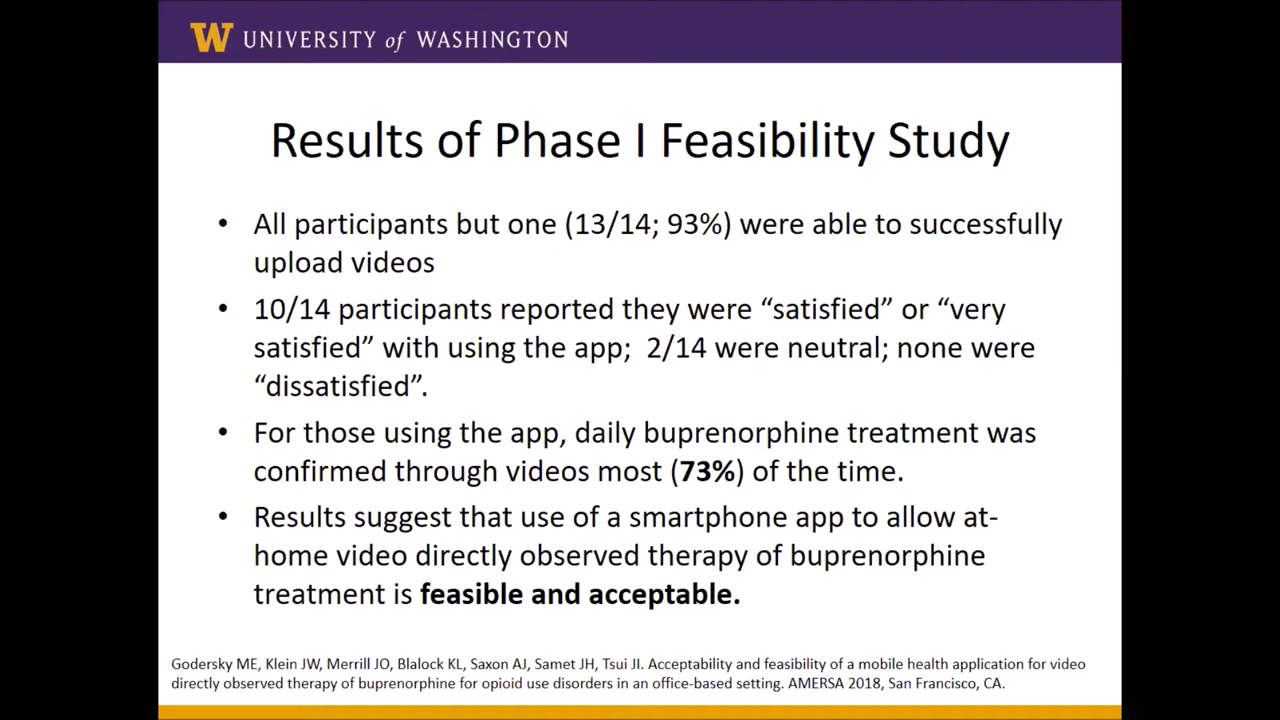 W UNIVERSITY of WASHINGTON
Results of Phase I Feasibility Study
• All participants but one (13/14; 93%) were able to successfully
upload videos
• 10/14 participants reported they were “satisfied” or “very
satisfied” with using the app;  2/14 were neutral; none were
“dissatisfied”.
• For those using the app, daily buprenorphine treatment was
confirmed through videos most (73%) of the time.
• Results suggest that use of a smartphone app to allow at-
home video directly observed therapy of buprenorphine
treatment is feasible and acceptable.
Godersky ME, Klein JW, Merrill JO, Blalock KL, Saxon AJ, Samet JH, Tsui JI. Acceptability and feasibility of a mobile health application for video
directly observed therapy of buprenorphine for opioid use disorders in an office-based setting. AMERSA 2018, San Francisco, CA.